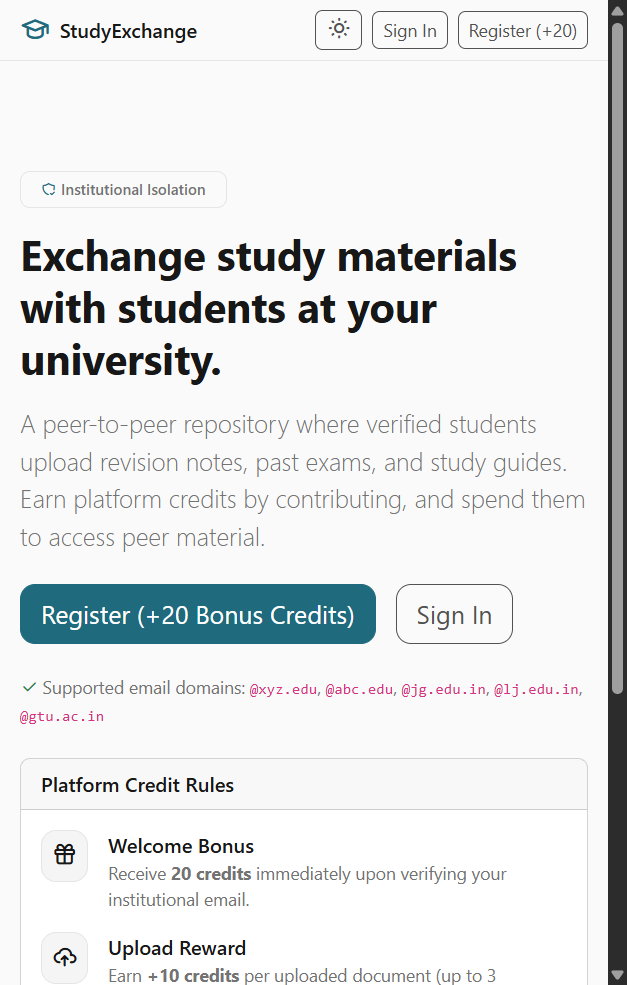 StudyExchange
Sign In
Register (+20)
Institutional Isolation
Exchange study materials
with students at your
university.
A peer-to-peer repository where verified students
upload revision notes, past exams, and study guides.
Earn platform credits by contributing, and spend them
to access peer material.
Register (+20 Bonus Credits)
Sign In
Supported email domains: @xyz.edu, @abc.edu, @jg.edu.in, @lj.edu.in,
@gtu.ac.in
Platform Credit Rules
Welcome Bonus
Receive 20 credits immediately upon verifying your
institutional email.
Upload Reward
Earn +10 credits per uploaded document (up to 3